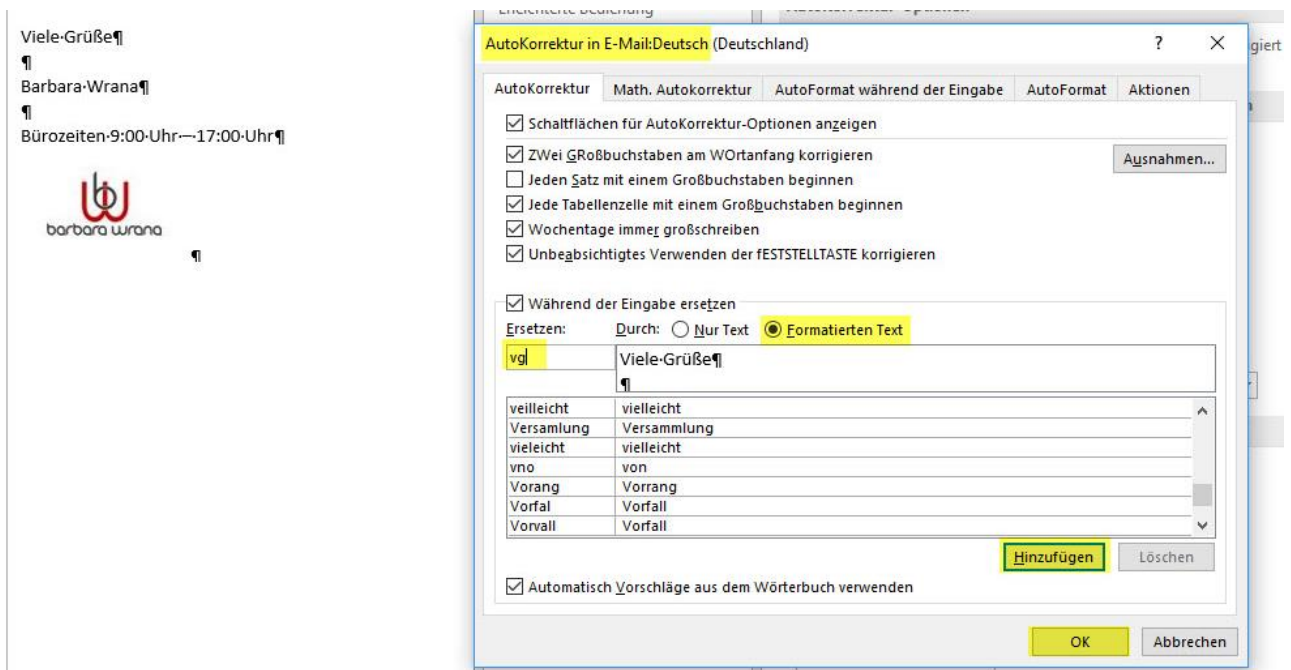 Viele·Grüße¶
¶
Barbara·Wrana¶
¶
Bürozeiten·9:00·Uhr·–·17:00·Uhr¶
barbara wrana
¶
AutoKorrektur in E-Mail:Deutsch (Deutschland)
? ×
giert
AutoKorrektur Math. Autokorrektur AutoFormat während der Eingabe AutoFormat Aktionen
Schaltflächen für AutoKorrektur-Optionen anzeigen
ZWei GRoßbuchstaben am WOrtanfang korrigieren
Ausnahmen...
Jeden Satz mit einem Großbuchstaben beginnen
Jede Tabellenzelle mit einem Großbuchstaben beginnen
Wochentage immer großschreiben
Unbeabsichtigtes Verwenden der fESTSTELLTASTE korrigieren
Während der Eingabe ersetzen
Ersetzen: Durch: Nur Text Formatierten Text
vg Viele·Grüße¶
¶
veilleicht vielleicht
Versamlung Versammlung
vieleicht vielleicht
vno von
Vorang Vorrang
Vorfal Vorfall
Vorvall Vorfall
Hinzufügen Löschen
Automatisch Vorschläge aus dem Wörterbuch verwenden
OK Abbrechen